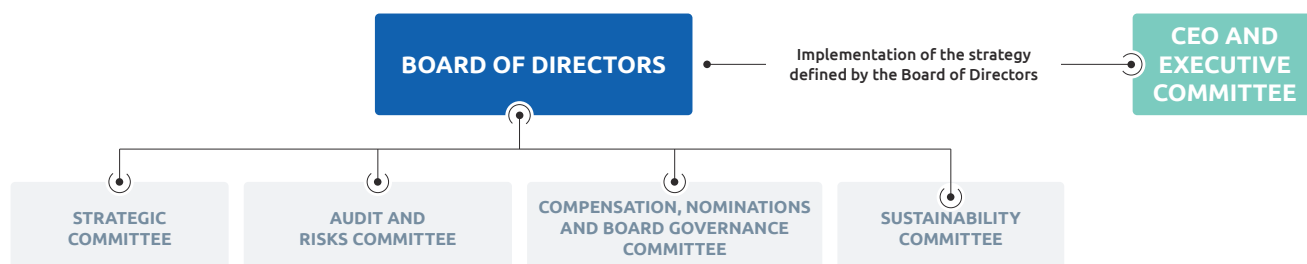 BOARD OF DIRECTORS
Implementation of the strategy
defined by the Board of Directors
CEO AND
EXECUTIVE
COMMITTEE
STRATEGIC
COMMITTEE
AUDIT AND
RISKS COMMITTEE
COMPENSATION, NOMINATIONS
AND BOARD GOVERNANCE
COMMITTEE
SUSTAINABILITY
COMMITTEE